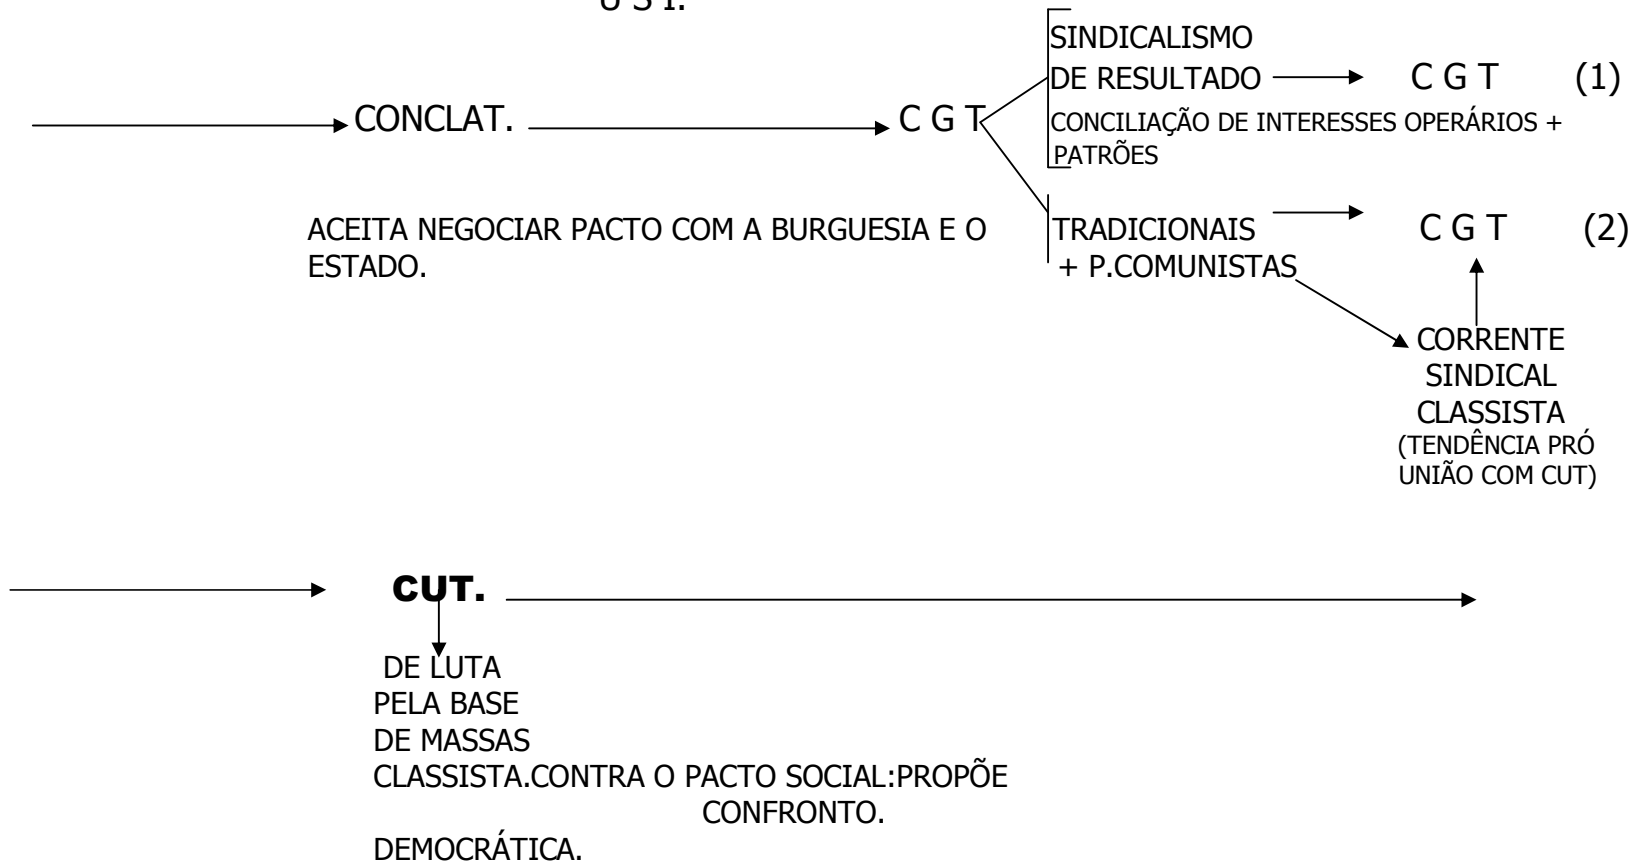 U S I.
SINDICALISMO
DE RESULTADO C G T (1)
CONCLAT. C G T CONCILIAÇÃO DE INTERESSES OPERÁRIOS +
PATRÕES
ACEITA NEGOCIAR PACTO COM A BURGUESIA E O
ESTADO.
TRADICIONAIS C G T (2)
+ P.COMUNISTAS
CORRENTE
SINDICAL
CLASSISTA
(TENDÊNCIA PRÓ
UNIÃO COM CUT)
CUT.
DE LUTA
PELA BASE
DE MASSAS
CLASSISTA.CONTRA O PACTO SOCIAL:PROPÕE
CONFRONTO.
DEMOCRÁTICA.